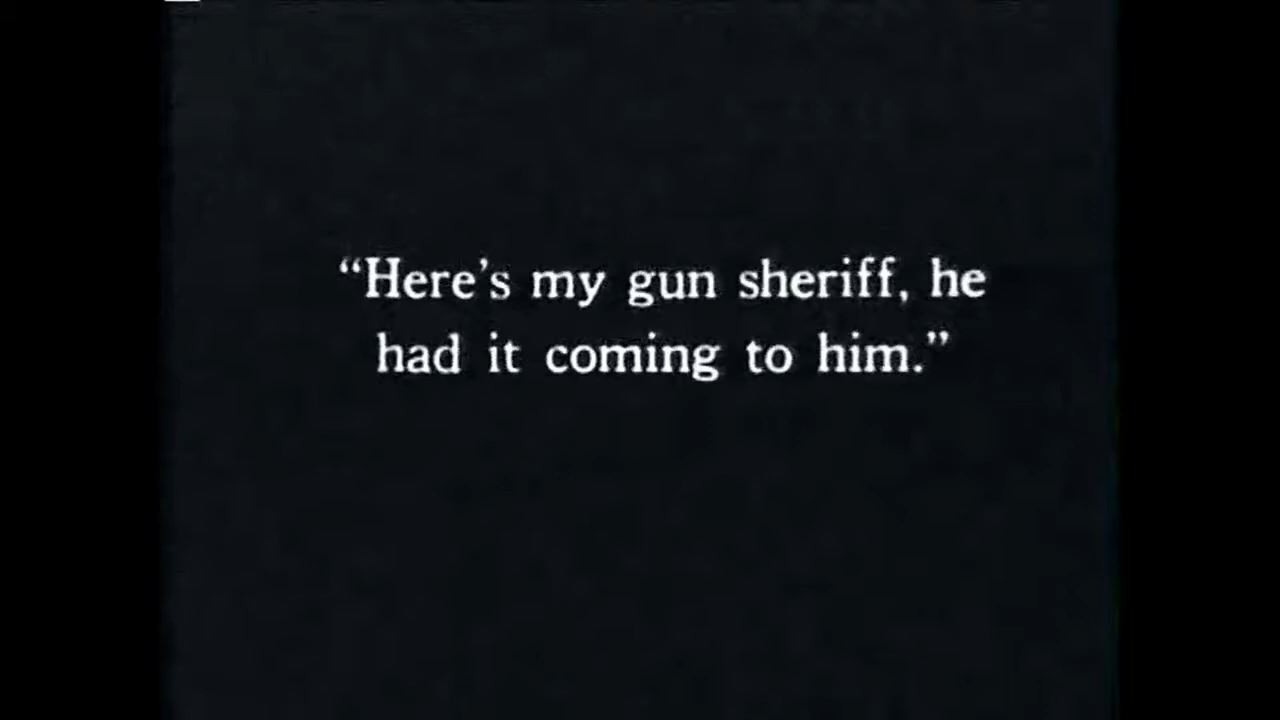 “Here’s my gun sheriff, he
had it coming to him.”